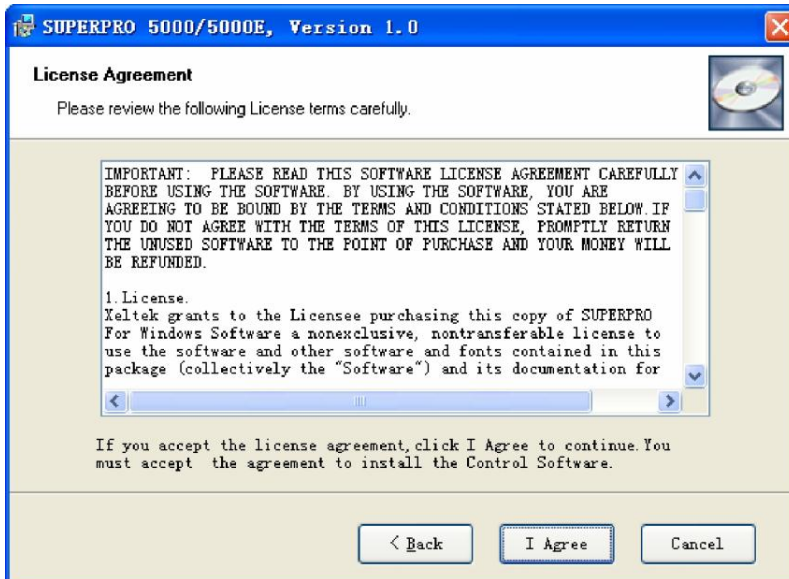 SUPERPRO 5000/5000E, Version 1.0
License Agreement
Please review the following License terms carefully.
IMPORTANT: PLEASE READ THIS SOFTWARE LICENSE AGREEMENT CAREFULLY
BEFORE USING THE SOFTWARE. BY USING THE SOFTWARE, YOU ARE
AGREEING TO BE BOUND BY THE TERMS AND CONDITIONS STATED BELOW.IF
YOU DO NOT AGREE WITH THE TERMS OF THIS LICENSE, PROMPTLY RETURN
THE UNUSED SOFTWARE TO THE POINT OF PURCHASE AND YOUR MONEY WILL
BE REFUNDED.
1.License.
Xeltek grants to the Licensee purchasing this copy of SUPERPRO
For Windows Software a nonexclusive, nontransferable license to
use the software and other software and fonts contained in this
package (collectively the "Software") and its documentation for
If you accept the license agreement,click I Agree to continue.You
must accept the agreement to install the Control Software.
< Back
I Agree
Cancel